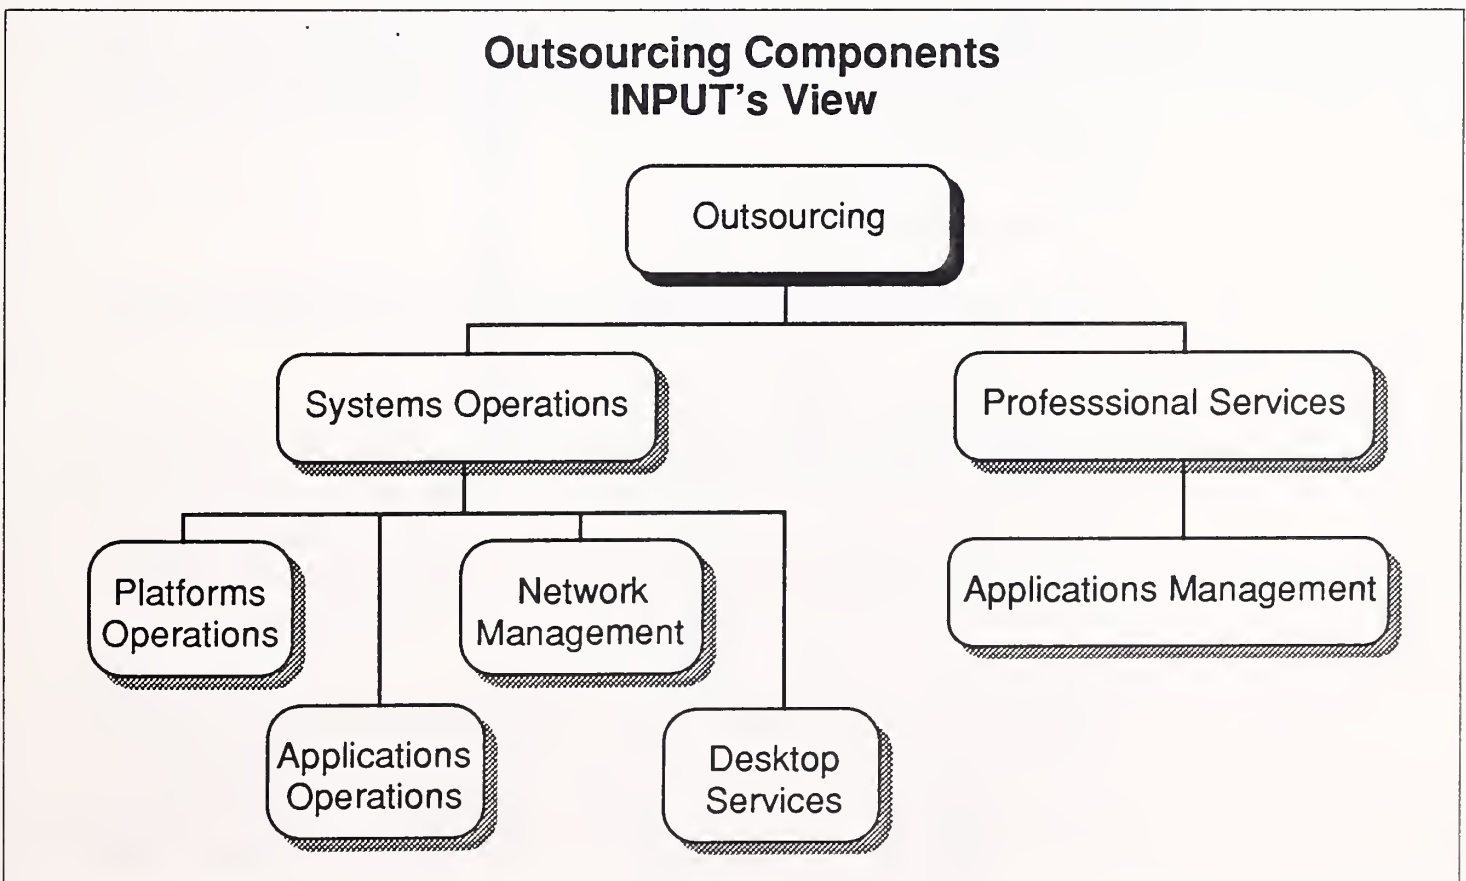 Outsourcing Components
INPUT's View
Outsourcing
Systems Operations
Professsional Services
Platforms
Operations
Network
Management
Applications Management
Applications
Operations
Desktop
Services